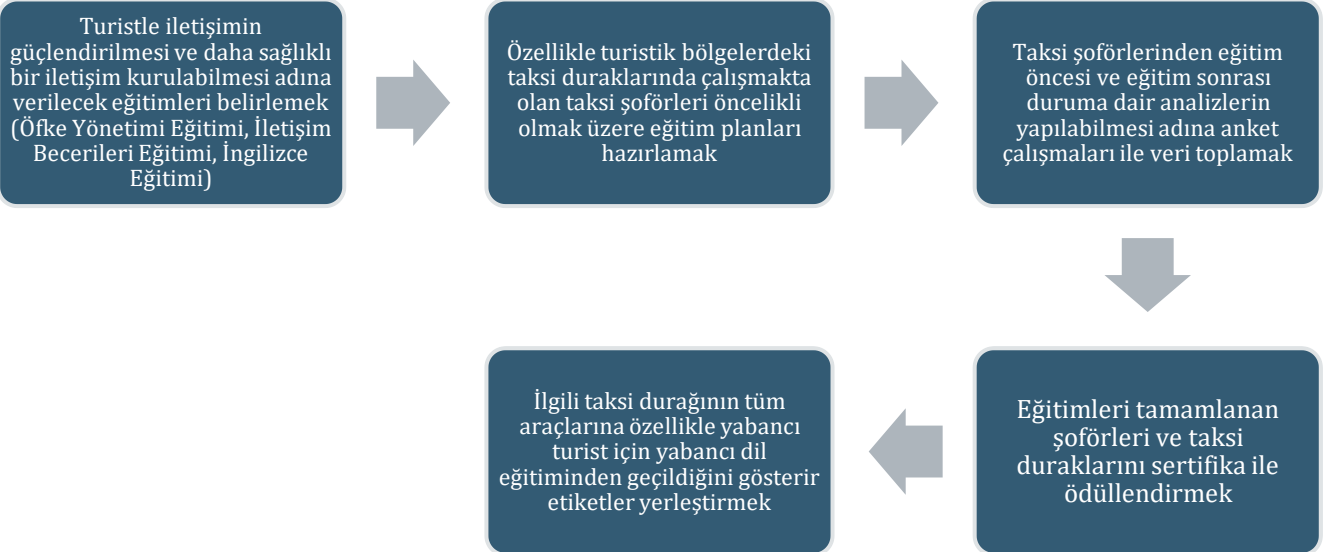 Turistle iletişimin
güçlendirilmesi ve daha sağlıklı
bir iletişim kurulabilmesi adına
verilecek eğitimleri belirlemek
(Öfke Yönetimi Eğitimi, İletişim
Becerileri Eğitimi, İngilizce
Eğitimi)
Özellikle turistik bölgelerdeki
taksi duraklarında çalışmakta
olan taksi şoförleri öncelikli
olmak üzere eğitim planları
hazırlamak
Taksi şoförlerinden eğitim
öncesi ve eğitim sonrası
duruma dair analizlerin
yapılabilmesi adına anket
çalışmaları ile veri toplamak
Eğitimleri tamamlanan
şoförleri ve taksi
duraklarını sertifika ile
ödüllendirmek
İlgili taksi durağının tüm
araçlarına özellikle yabancı
turist için yabancı dil
eğitiminden geçildiğini gösterir
etiketler yerleştirmek